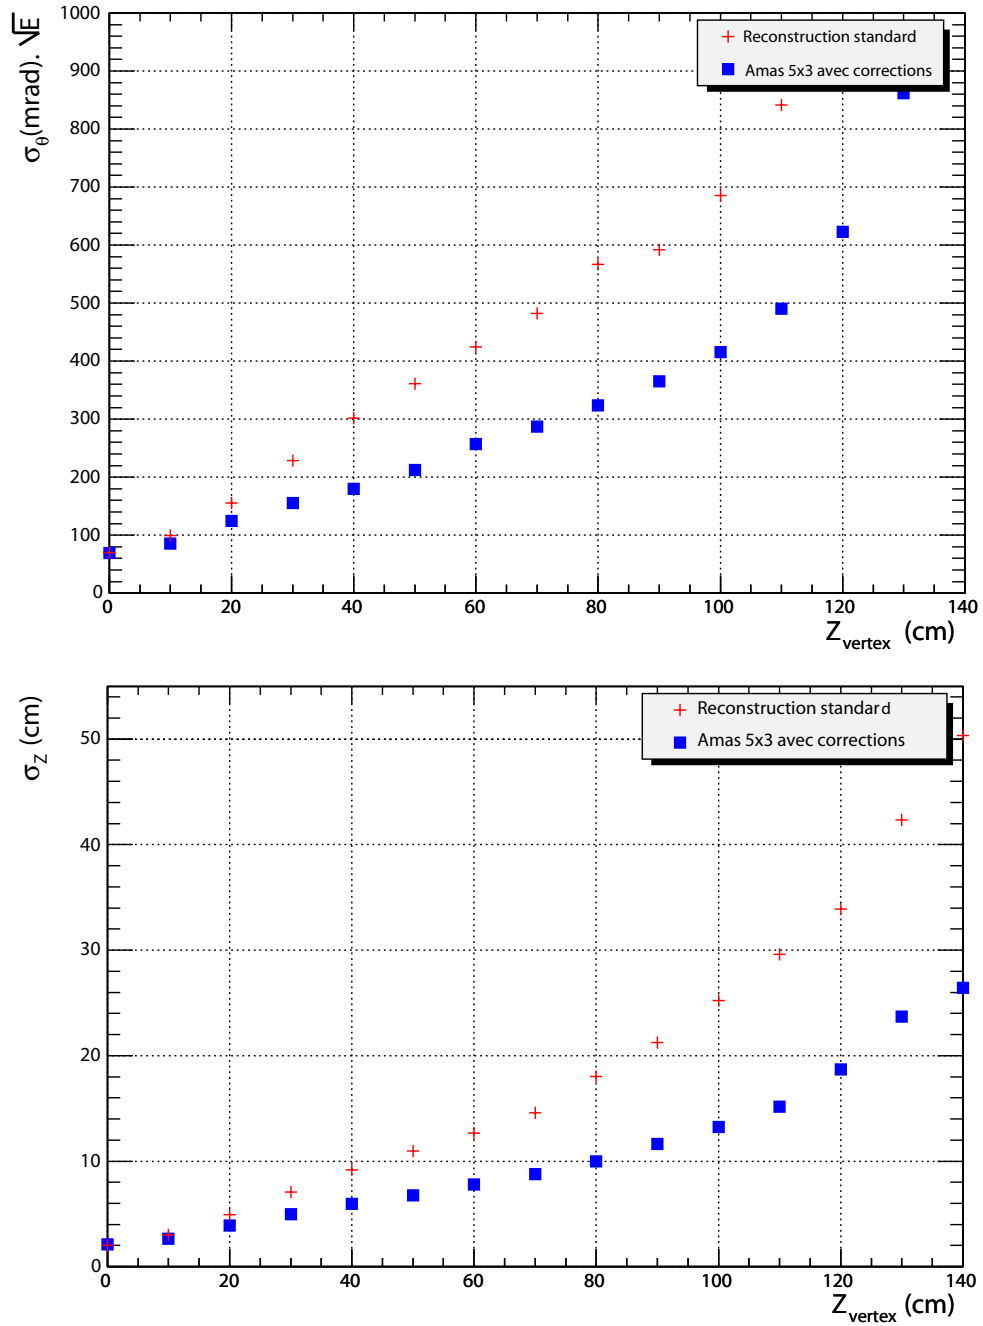 σθ(mrad). √E
1000
900
800
700
600
500
400
300
200
100
0
Reconstruction standard
Amas 5x3 avec corrections
0 20 40 60 80 100 120 140
Zvertex (cm)
σZ (cm)
50
40
30
20
10
0
Reconstruction standard
Amas 5x3 avec corrections
0 20 40 60 80 100 120 140
Zvertex (cm)